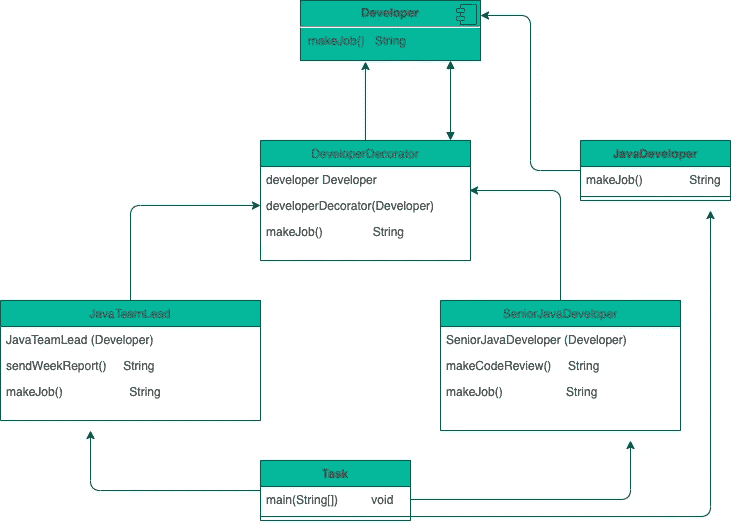 Developer
makeJob() String
DeveloperDecorator
developer Developer
developerDecorator(Developer)
makeJob() String
JavaDeveloper
makeJob() String
JavaTeamLead
JavaTeamLead (Developer)
sendWeekReport() String
makeJob() String
SeniorJavaDeveloper
SeniorJavaDeveloper (Developer)
makeCodeReview() String
makeJob() String
Task
main(String[]) void